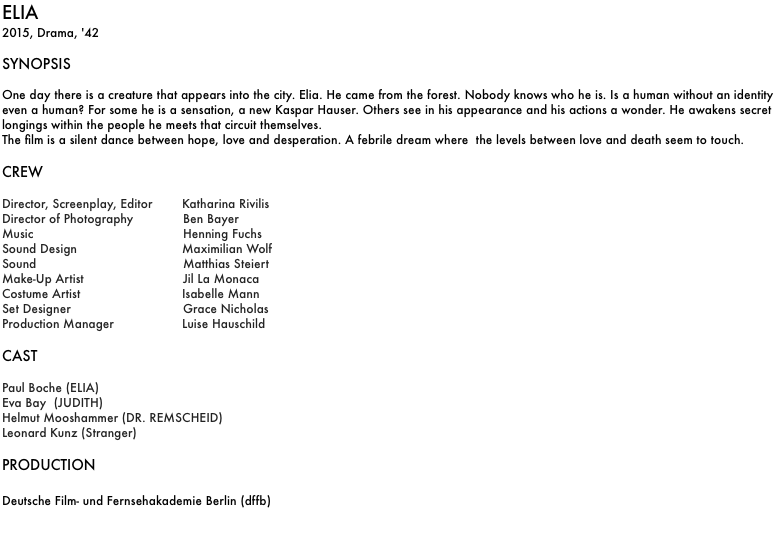 ELIA
2015, Drama, '42
SYNOPSIS
One day there is a creature that appears into the city. Elia. He came from the forest. Nobody knows who he is. Is a human without an identity
even a human? For some he is a sensation, a new Kaspar Hauser. Others see in his appearance and his actions a wonder. He awakens secret
longings within the people he meets that circuit themselves.
The film is a silent dance between hope, love and desperation. A febrile dream where  the levels between love and death seem to touch.
CREW
Director, Screenplay, Editor Katharina Rivilis
Director of Photography Ben Bayer
Music Henning Fuchs
Sound Design Maximilian Wolf
Sound Matthias Steiert
Make-Up Artist Jil La Monaca
Costume Artist Isabelle Mann
Set Designer Grace Nicholas
Production Manager Luise Hauschild
CAST
Paul Boche (ELIA)
Eva Bay  (JUDITH)
Helmut Mooshammer (DR. REMSCHEID)
Leonard Kunz (Stranger)
PRODUCTION
Deutsche Film- und Fernsehakademie Berlin (dffb)